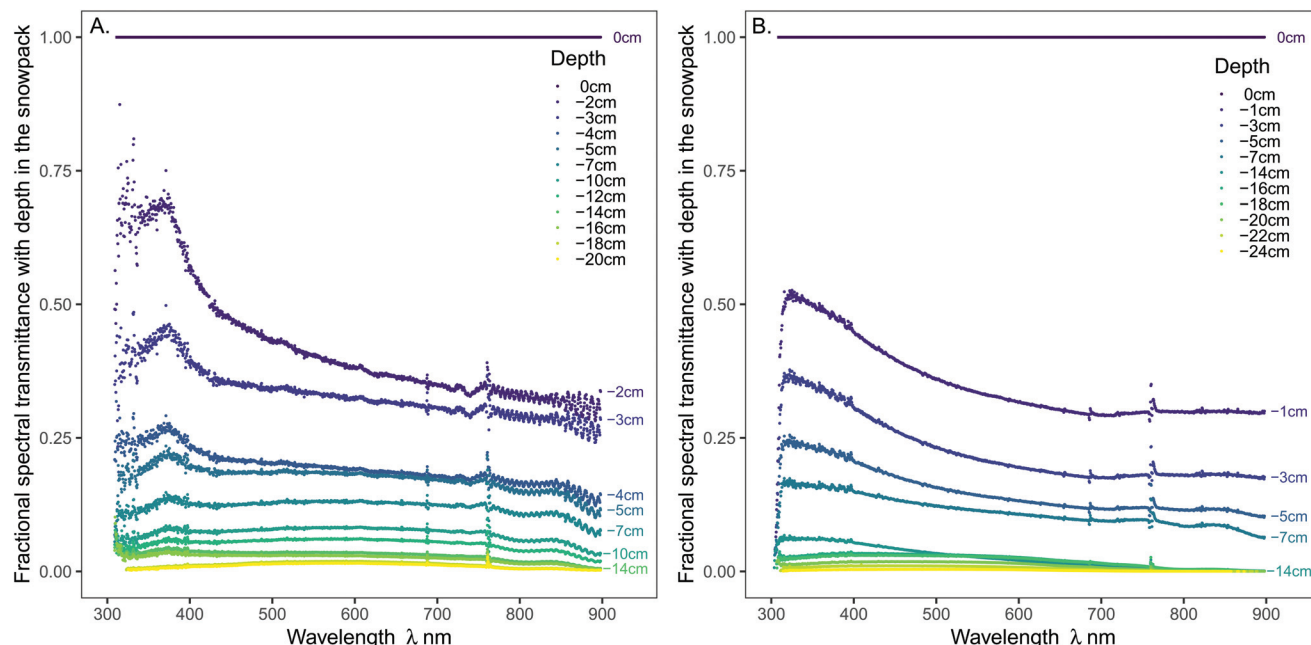 A.
0cm
Depth
0cm
−2cm
−3cm
−4cm
−5cm
−7cm
−10cm
−12cm
−14cm
−16cm
−18cm
−20cm
−2cm
−3cm
−4cm
−5cm
−7cm
−10cm
−14cm
1.00
0.75
0.50
0.25
0.00
300 400 500 600 700 800 900
Wavelength λ nm
Fractional spectral transmittance with depth in the snowpack
B.
0cm
Depth
0cm
−1cm
−3cm
−5cm
−7cm
−14cm
−16cm
−18cm
−20cm
−22cm
−24cm
−1cm
−3cm
−5cm
−7cm
−14cm
1.00
0.75
0.50
0.25
0.00
300 400 500 600 700 800 900
Wavelength λ nm
Fractional spectral transmittance with depth in the snowpack